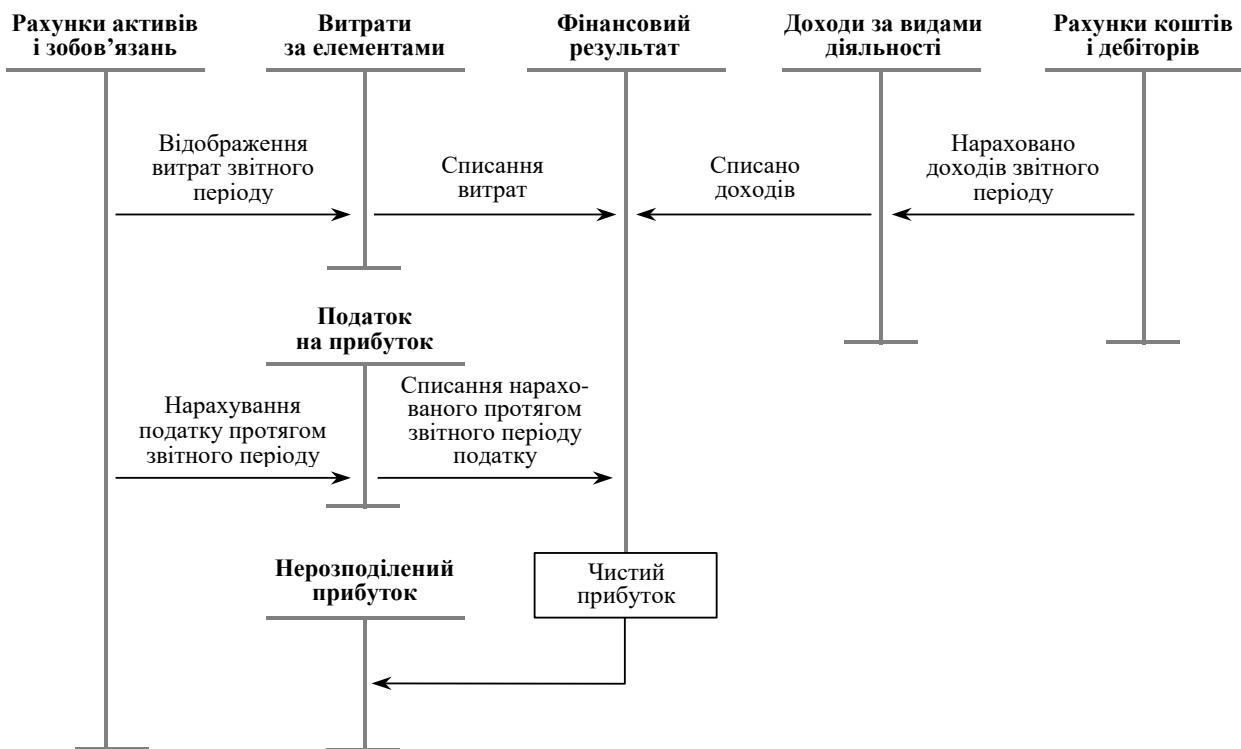 Рахунки активів
і зобов’язань
Витрати
за елементами
Фінансовий
результат
Доходи за видами
діяльності
Рахунки коштів
і дебіторів
Відображення
витрат звітного
періоду
Списання
витрат
Списано
доходів
Нараховано
доходів звітного
періоду
Податок
на прибуток
Нарахування
податку протягом
звітного періоду
Списання нарахо-
ваного протягом
звітного періоду
податку
Нерозподілений
прибуток
Чистий
прибуток